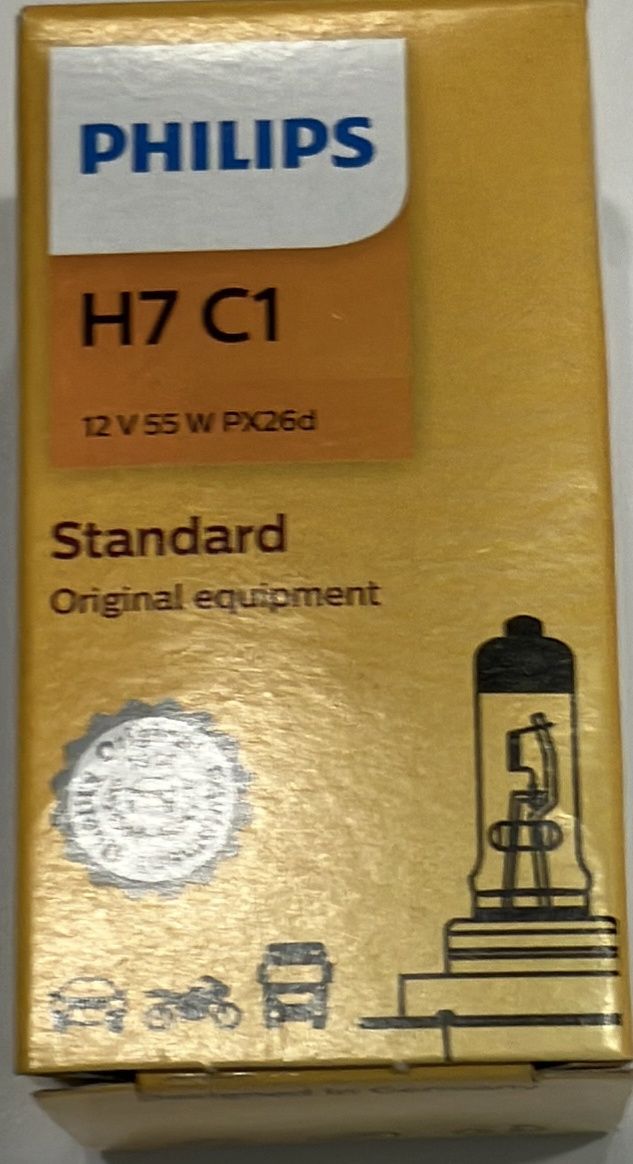 PHILIPS
H7 C1
12 V 55 W PX26d
Standard
Original equipment